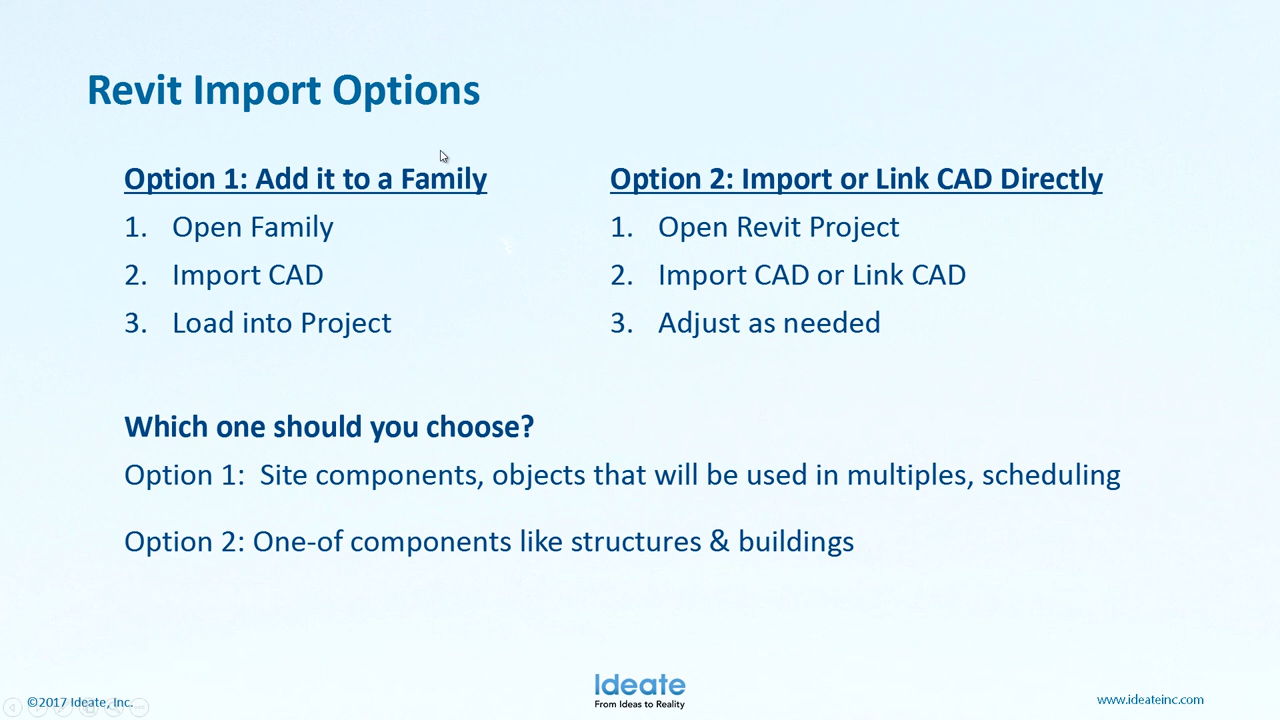 Revit Import Options
Option 1: Add it to a Family
1. Open Family
2. Import CAD
3. Load into Project
Option 2: Import or Link CAD Directly
1. Open Revit Project
2. Import CAD or Link CAD
3. Adjust as needed
Which one should you choose?
Option 1: Site components, objects that will be used in multiples, scheduling
Option 2: One-of components like structures & buildings
©2017 Ideate, Inc.
Ideate
From Ideas to Reality
www.ideateinc.com